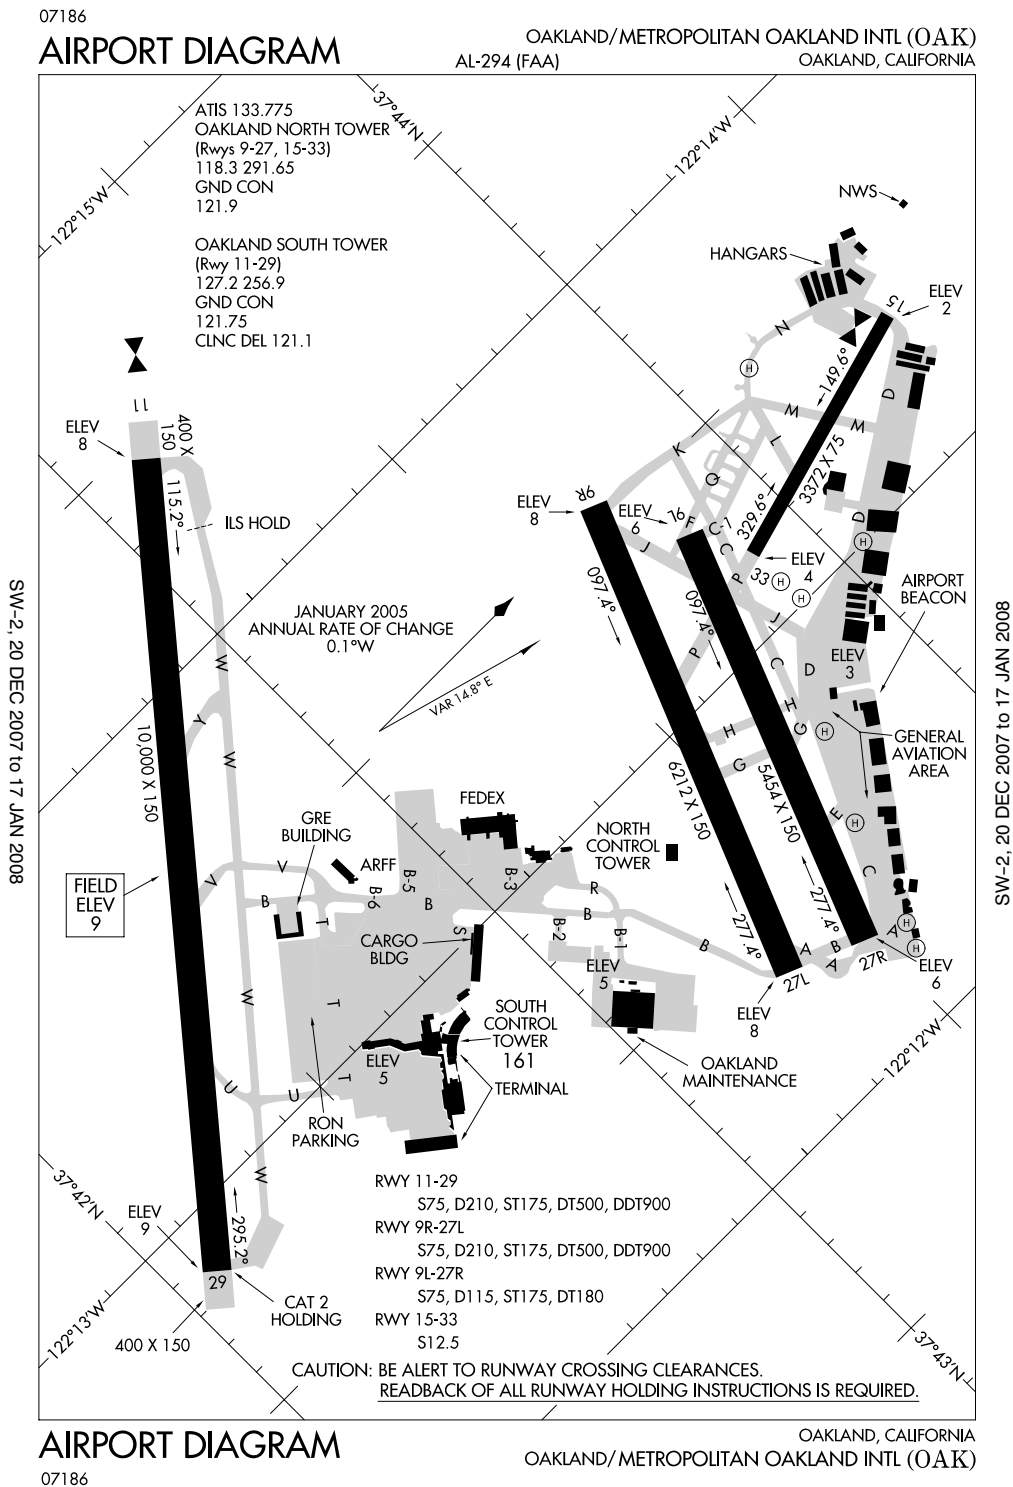 07186
AIRPORT DIAGRAM
OAKLAND/METROPOLITAN OAKLAND INTL (OAK)
AL-294 (FAA)
OAKLAND, CALIFORNIA
ATIS 133.775
OAKLAND NORTH TOWER
(Rwys 9-27, 15-33)
118.3 291.65
GND CON
121.9
OAKLAND SOUTH TOWER
(Rwy 11-29)
127.2 256.9
GND CON
121.75
CLNC DEL 121.1
37°44'N
122°14'W
122°15'W
NWS
HANGARS
15
ELEV
2
N
H
D
149.6°
W
W
L
K
Q
3372 X 75
329.6°
11
ELEV
8
400 X
150
115.2°
ILS HOLD
9R
ELEV
8
ELEV
6
9L
F
C-1
J
C
P
D
H
33
H
H
ELEV
4
AIRPORT
BEACON
097.4°
097.4°
P
J
C
D
ELEV
3
JANUARY 2005
ANNUAL RATE OF CHANGE
0.1°W
VAR 14.8° E
W
Y
W
10,000 X 150
H
H
G
G
H
GENERAL
AVIATION
AREA
6212 X 150
5454 X 150
E
H
FEDEX
GRE
BUILDING
NORTH
CONTROL
TOWER
ARFF
V
V
B
B-6
B-5
B
B-3
R
B
B-2
B-1
B
C
T
S
FIELD
ELEV
9
277.4°
277.4°
A
B
A
A
H
H
27L
27R
CARGO
BLDG
ELEV
5
ELEV
8
ELEV
6
W
T
SOUTH
CONTROL
TOWER
161
ELEV
5
T
U
U
TERMINAL
OAKLAND
MAINTENANCE
122°12'W
RON
PARKING
W
37°42'N
ELEV
9
295.2°
29
CAT 2
HOLDING
122°13'W
400 X 150
RWY 11-29
S75, D210, ST175, DT500, DDT900
RWY 9R-27L
S75, D210, ST175, DT500, DDT900
RWY 9L-27R
S75, D115, ST175, DT180
RWY 15-33
S12.5
37°43'N
CAUTION: BE ALERT TO RUNWAY CROSSING CLEARANCES.
READBACK OF ALL RUNWAY HOLDING INSTRUCTIONS IS REQUIRED.
SW-2, 20 DEC 2007 to 17 JAN 2008
SW-2, 20 DEC 2007 to 17 JAN 2008
AIRPORT DIAGRAM
07186
OAKLAND, CALIFORNIA
OAKLAND/METROPOLITAN OAKLAND INTL (OAK)